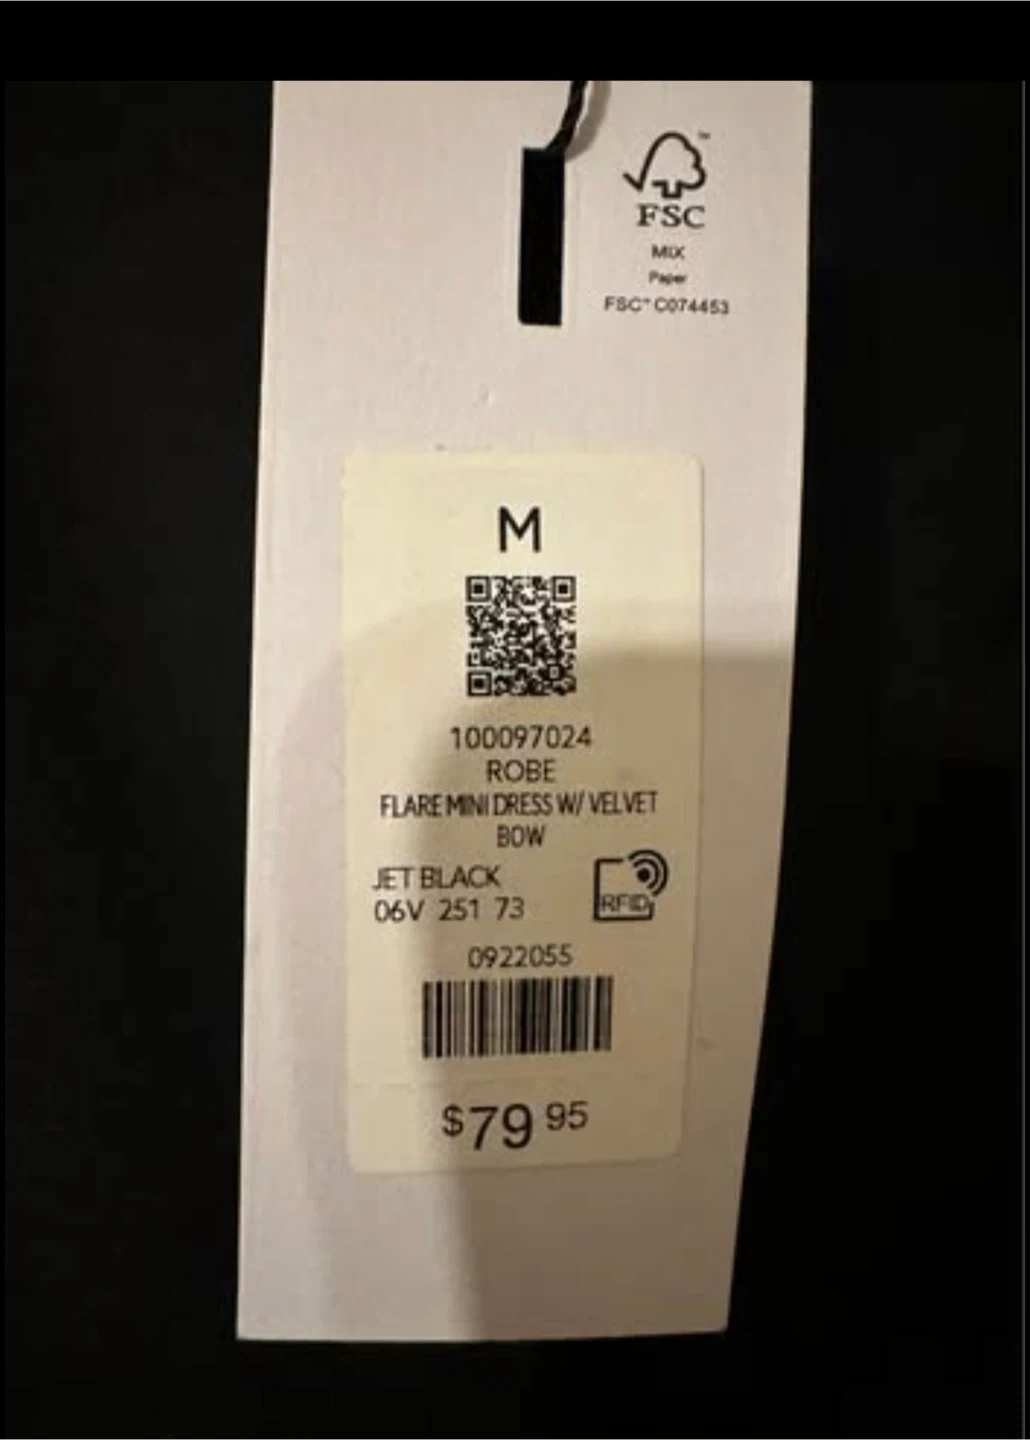 FSC
MIX
Paper
FSC™ C074453
M
100097024
ROBE
FLARE MINI DRESS W/ VELVET
BOW
JET BLACK
06V 251 73
RFID
0922055
$79 95